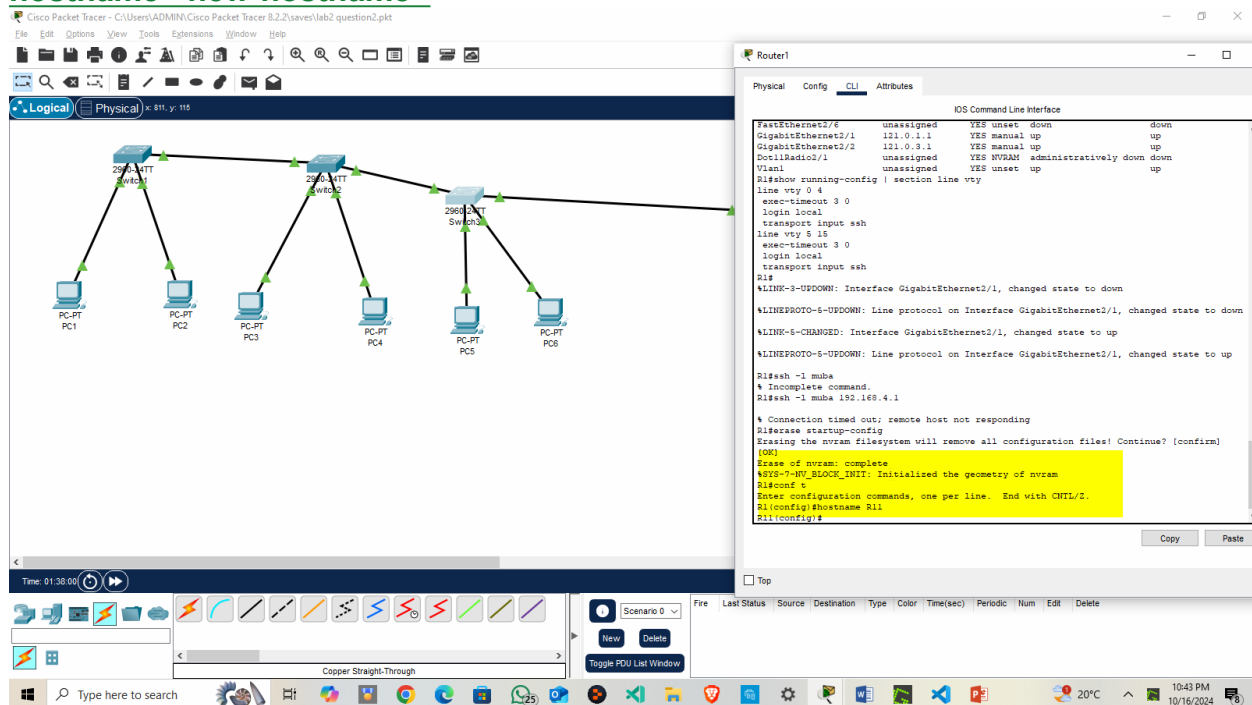 hostname "new hostname"
Cisco Packet Tracer - C:\Users\ADMIN\Cisco Packet Tracer 8.2.2\saves\lab2 question2.pkt
File Edit Options View Tools Extensions Window Help
Logical Physical x: 811, y: 115
2960-24TT
Switch1
2960-24TT
Switch2
2960-24TT
Switch3
PC-PT
PC1
PC-PT
PC2
PC-PT
PC3
PC-PT
PC4
PC-PT
PC5
PC-PT
PC6
Router1
Physical Config CLI Attributes
IOS Command Line Interface
FastEthernet2/6 unassigned YES unset down down
GigabitEthernet2/1 121.0.1.1 YES manual up up
GigabitEthernet2/2 121.0.3.1 YES manual up up
Dot11Radio2/1 unassigned YES NVRAM administratively down down
Vlan1 unassigned YES unset up up
R1#show running-config | section line vty
line vty 0 4
exec-timeout 3 0
login local
transport input ssh
line vty 5 15
exec-timeout 3 0
login local
transport input ssh
R1#
%LINK-3-UPDOWN: Interface GigabitEthernet2/1, changed state to down
%LINEPROTO-5-UPDOWN: Line protocol on Interface GigabitEthernet2/1, changed state to down
%LINK-5-CHANGED: Interface GigabitEthernet2/1, changed state to up
%LINEPROTO-5-UPDOWN: Line protocol on Interface GigabitEthernet2/1, changed state to up
R1#ssh -l muba
% Incomplete command.
R1#ssh -l muba 192.168.4.1
% Connection timed out; remote host not responding
R1#erase startup-config
Erasing the nvram filesystem will remove all configuration files! Continue? [confirm]
[OK]
Erase of nvram: complete
%SYS-7-NV_BLOCK_INIT: Initialized the geometry of nvram
R1#conf t
Enter configuration commands, one per line. End with CNTL/Z.
R1(config)#hostname R11
R11(config)#
Copy Paste
Top
Time: 01:38:00
Scenario 0
New Delete
Toggle PDU List Window
Fire Last Status Source Destination Type Color Time(sec) Periodic Num Edit Delete
Copper Straight-Through
Type here to search
25
20°C
10:43 PM
10/16/2024
8